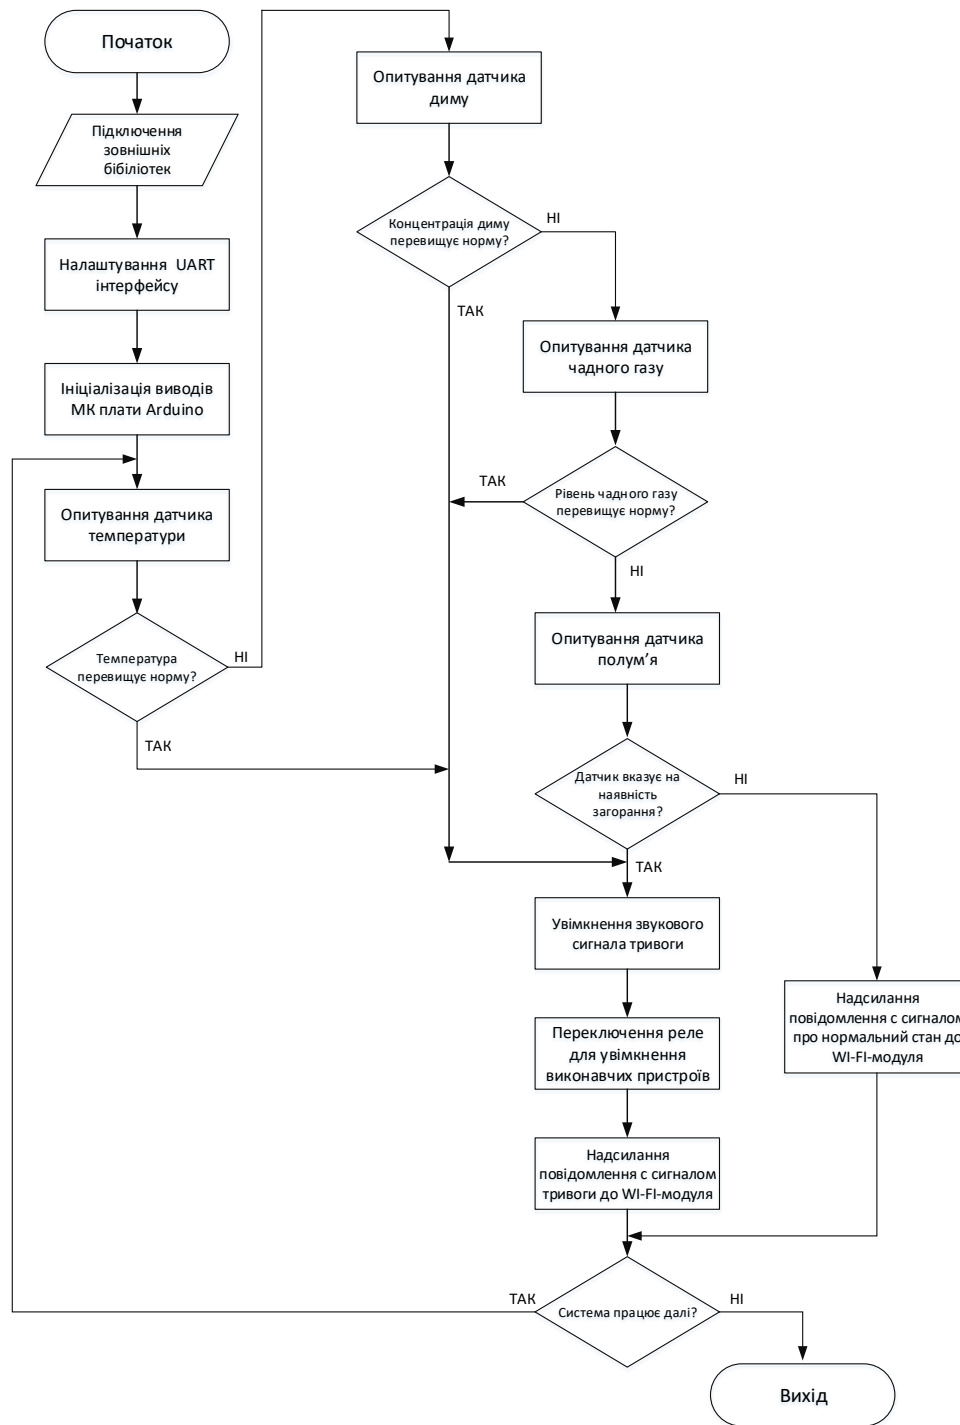 Початок
Підключення
зовнішніх
бібіліотек
Налаштування UART
інтерфейсу
Ініціалізація виводів
МК плати Arduino
Опитування датчика
температури
Температура
перевищує норму?
НІ
ТАК
Опитування датчика
диму
Концентрація диму
перевищує норму?
НІ
ТАК
Опитування датчика
чадного газу
Рівень чадного газу
перевищує норму?
ТАК
НІ
Опитування датчика
полум’я
Датчик вказує на
наявність
загорання?
НІ
ТАК
Увімкнення звукового
сигнала тривоги
Переключення реле
для увімкнення
виконавчих пристроїв
Надсилання
повідомлення с сигналом
тривоги до WI-FI-модуля
Надсилання
повідомлення с сигналом
про нормальний стан до
WI-FI-модуля
Система працює далі?
ТАК
НІ
Вихід